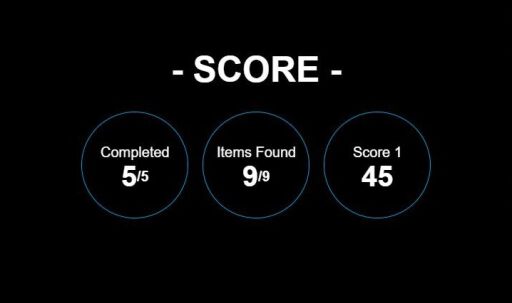 - SCORE -
Completed
5/5
Items Found
9/9
Score 1
45